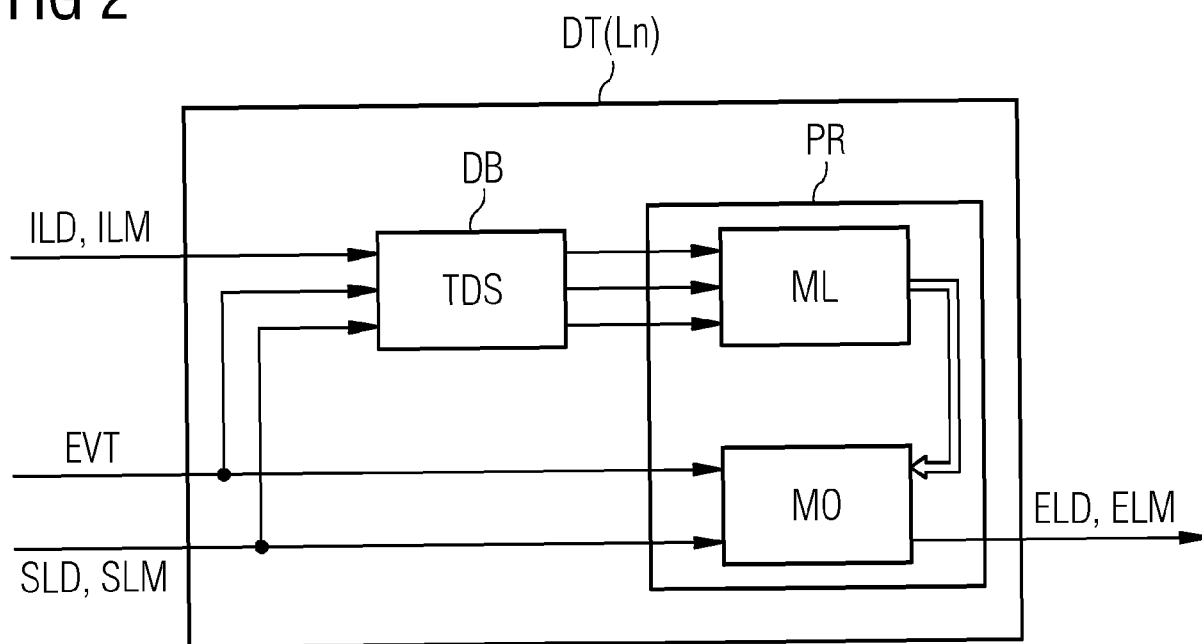 FIG 2
DT(Ln)
PR
DB
ILD, ILM
TDS
ML
EVT
MO
ELD, ELM
SLD, SLM